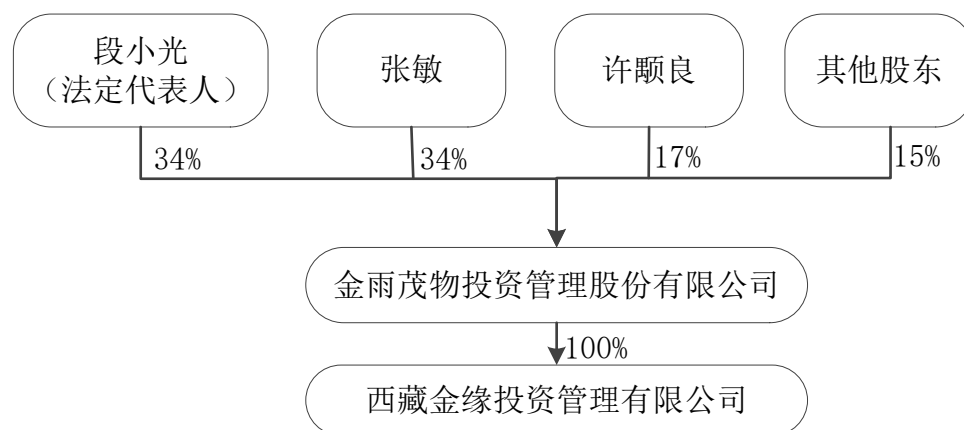 段小光
（法定代表人）
张敏
许颙良
其他股东
34%
34%
17%
15%
金雨茂物投资管理股份有限公司
100%
西藏金缘投资管理有限公司